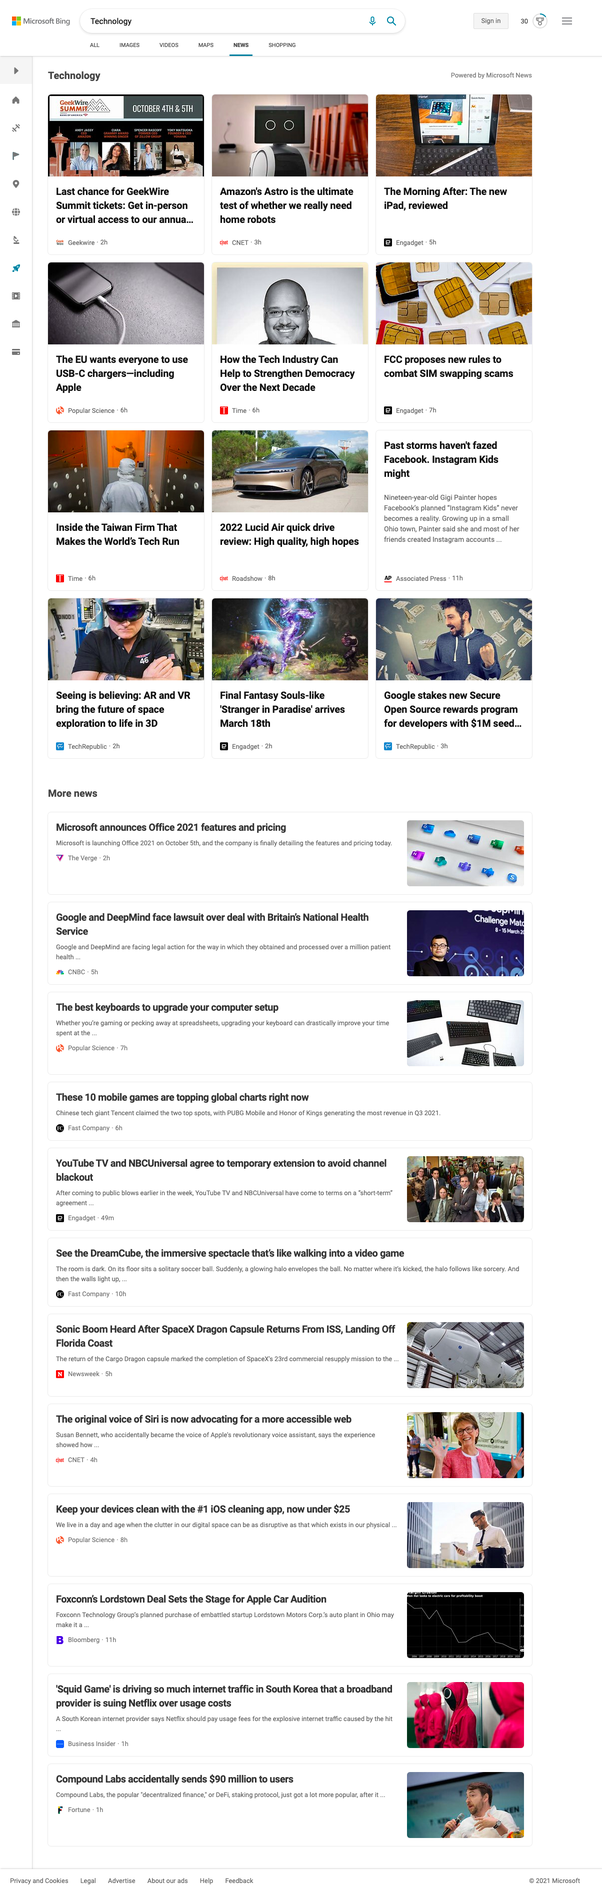 Microsoft Bing
Technology
Sign in
30
ALL
IMAGES
VIDEOS
MAPS
NEWS
SHOPPING
Technology
Powered by Microsoft News
GeekWire
SUMMIT
OCTOBER 4TH & 5TH
Last chance for GeekWire
Summit tickets: Get in-person
or virtual access to our annua...
Geekwire · 2h
Amazon's Astro is the ultimate
test of whether we really need
home robots
CNET · 3h
The Morning After: The new
iPad, reviewed
Engadget · 5h
The EU wants everyone to use
USB-C chargers—including
Apple
Popular Science · 6h
How the Tech Industry Can
Help to Strengthen Democracy
Over the Next Decade
Time · 6h
FCC proposes new rules to
combat SIM swapping scams
Engadget · 7h
Inside the Taiwan Firm That
Makes the World's Tech Run
Time · 6h
2022 Lucid Air quick drive
review: High quality, high hopes
Roadshow · 8h
Past storms haven't fazed
Facebook. Instagram Kids
might
Nineteen-year-old Gigi Painter hopes
Facebook's planned “Instagram Kids” never
becomes a reality. Growing up in a small
Ohio town, Painter said she and most of her
friends created Instagram accounts ...
AP Associated Press · 11h
Seeing is believing: AR and VR
bring the future of space
exploration to life in 3D
TechRepublic · 2h
Final Fantasy Souls-like
'Stranger in Paradise' arrives
March 18th
Engadget · 2h
Google stakes new Secure
Open Source rewards program
for developers with $1M seed...
TechRepublic · 3h
More news
Microsoft announces Office 2021 features and pricing
Microsoft is launching Office 2021 on October 5th, and the company is finally detailing the features and pricing today.
The Verge · 2h
Google and DeepMind face lawsuit over deal with Britain's National Health
Service
Google and DeepMind are facing legal action for the way in which they obtained and processed over a million patient
health ...
CNBC · 5h
Challenge Matc
8 - 15 March 20
The best keyboards to upgrade your computer setup
Whether you're gaming or pecking away at spreadsheets, upgrading your keyboard can drastically improve your time
spent at the ...
Popular Science · 7h
These 10 mobile games are topping global charts right now
Chinese tech giant Tencent claimed the two top spots, with PUBG Mobile and Honor of Kings generating the most revenue in Q3 2021.
Fast Company · 6h
YouTube TV and NBCUniversal agree to temporary extension to avoid channel
blackout
After coming to public blows earlier in the week, YouTube TV and NBCUniversal have come to terms on a “short-term”
agreement ...
Engadget · 49m
See the DreamCube, the immersive spectacle that's like walking into a video game
The room is dark. On its floor sits a solitary soccer ball. Suddenly, a glowing halo envelopes the ball. No matter where it's kicked, the halo follows like sorcery. And
then the walls light up, ...
Fast Company · 10h
Sonic Boom Heard After SpaceX Dragon Capsule Returns From ISS, Landing Off
Florida Coast
The return of the Cargo Dragon capsule marked the completion of SpaceX's 23rd commercial resupply mission to the ...
Newsweek · 5h
The original voice of Siri is now advocating for a more accessible web
Susan Bennett, who accidentally became the voice of Apple's revolutionary voice assistant, says the experience
showed how ...
CNET · 4h
Keep your devices clean with the #1 iOS cleaning app, now under $25
We live in a day and age when the clutter in our digital space can be as disruptive as that which exists in our physical ...
Popular Science · 8h
Foxconn's Lordstown Deal Sets the Stage for Apple Car Audition
Foxconn Technology Group's planned purchase of embattled startup Lordstown Motors Corp.'s auto plant in Ohio may
make it a ...
Bloomberg · 11h
'Squid Game' is driving so much internet traffic in South Korea that a broadband
provider is suing Netflix over usage costs
A South Korean internet provider says Netflix should pay usage fees for the explosive internet traffic caused by the hit
...
Business Insider · 1h
Compound Labs accidentally sends $90 million to users
Compound Labs, the popular "decentralized finance," or DeFi, staking protocol, just got a lot more popular, after it ...
Fortune · 1h
Privacy and Cookies
Legal
Advertise
About our ads
Help
Feedback
© 2021 Microsoft